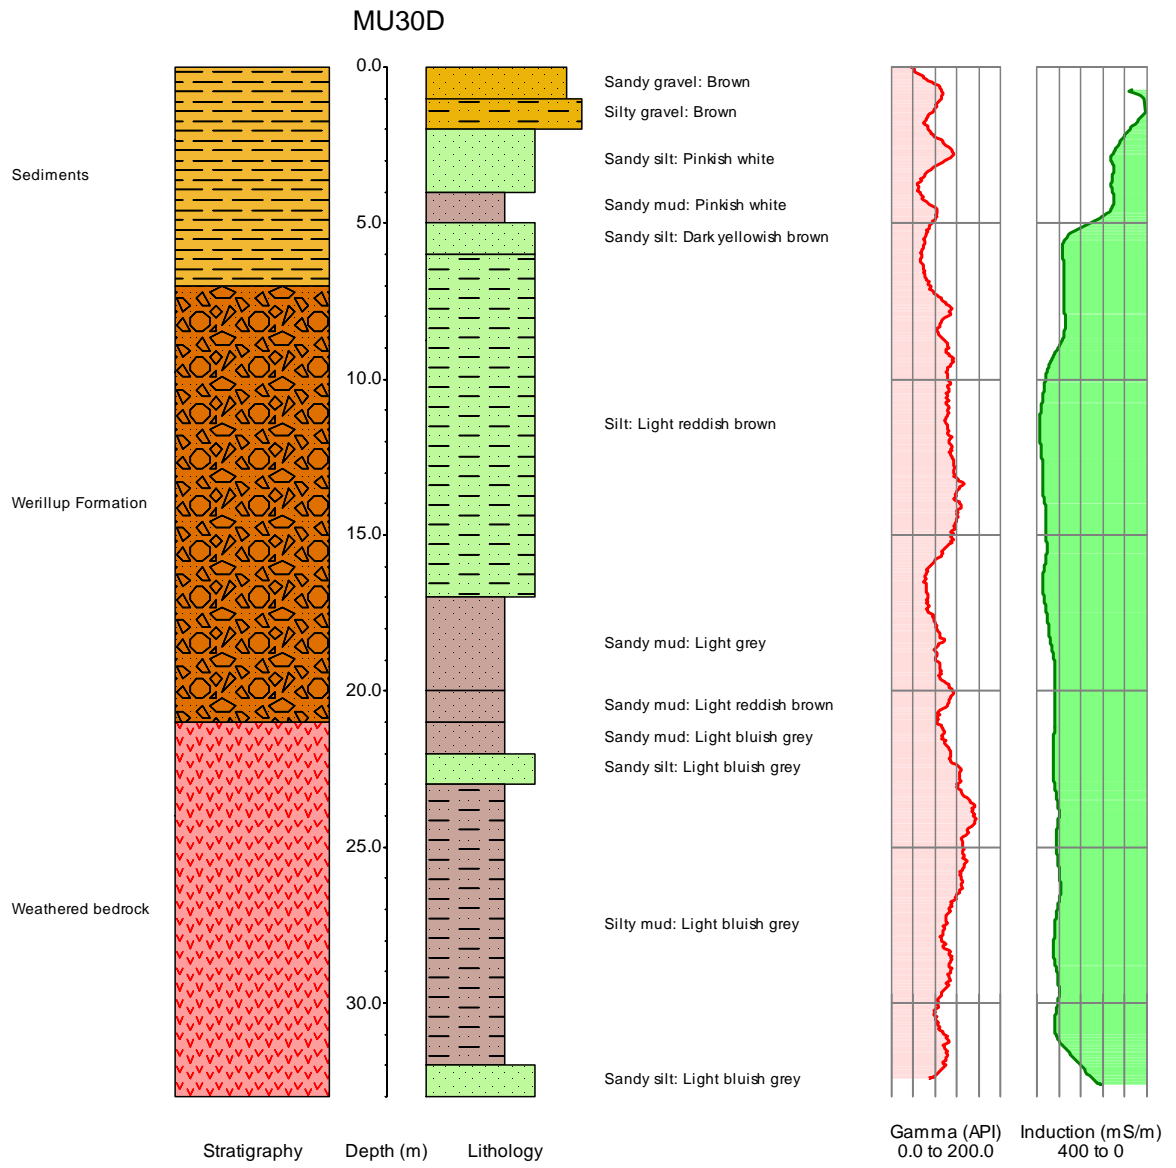 MU30D
0.0
Sandy gravel: Brown
Silty gravel: Brown
Sandy silt: Pinkish white
Sediments
Sandy mud: Pinkish white
5.0
Sandy silt: Dark yellowish brown
10.0
Silt: Light reddish brown
Werillup Formation
15.0
Sandy mud: Light grey
20.0
Sandy mud: Light reddish brown
Sandy mud: Light bluish grey
Sandy silt: Light bluish grey
25.0
Weathered bedrock
Silty mud: Light bluish grey
30.0
Sandy silt: Light bluish grey
Stratigraphy
Depth (m)
Lithology
Gamma (API)
0.0 to 200.0
Induction (mS/m)
400 to 0